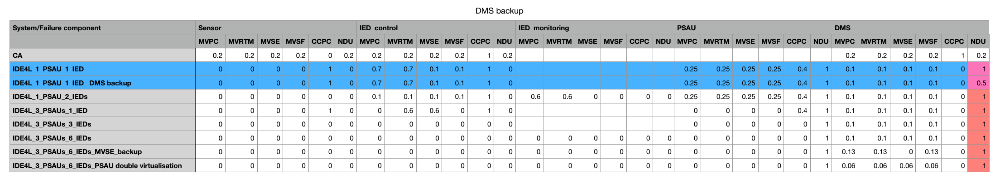 DMS backup
System/Failure component Sensor IED_control IED_monitoring PSAU DMS
MVPC MVRTM MVSE MVSF CCPC NDU MVPC MVRTM MVSE MVSF CCPC NDU MVPC MVRTM MVSE MVSF CCPC NDU MVPC MVRTM MVSE MVSF CCPC NDU MVPC MVRTM MVSE MVSF CCPC NDU
CA 0.2 0.2 0.2 0.2 0 0.2 0.2 0.2 0.2 0.2 1 0.2 0.2 0.2 0.2 0.2 1 0.2
IDE4L_1_PSAU_1_IED 0 0 0 0 1 0 0.7 0.7 0.1 0.1 1 0 0.25 0.25 0.25 0.25 0.4 1 0.1 0.1 0.1 0.1 0 1
IDE4L_1_PSAU_1_IED_ DMS backup 0 0 0 0 1 0 0.7 0.7 0.1 0.1 1 0 0.25 0.25 0.25 0.25 0.4 1 0.1 0.1 0.1 0.1 0 0.5
IDE4L_1_PSAU_2_IEDs 0 0 0 0 0 0 0.1 0.1 0.1 0.1 1 0 0.6 0.6 0 0 0 0 0.25 0.25 0.25 0.25 0.4 1 0.1 0.1 0.1 0.1 0 1
IDE4L_3_PSAUs_1_IED 0 0 0 0 1 0 0 0.6 0.6 0 1 0 0 0 0 0 0.4 1 0.1 0.1 0.1 0.1 0 1
IDE4L_3_PSAUs_3_IEDs 0 0 0 0 0 0 0 0 0 0 0 0 0 0 0 0 0 1 0.1 0.1 0.1 0.1 0 1
IDE4L_3_PSAUs_6_IEDs 0 0 0 0 0 0 0 0 0 0 0 0 0 0 0 0 0 0 0 0 0 0 0 1 0.1 0.1 0.1 0.1 0 1
IDE4L_3_PSAUs_6_IEDs_MVSE_backup 0 0 0 0 0 0 0 0 0 0 0 0 0 0 0 0 0 0 0 0 0 0 0 1 0.13 0.13 0 0.13 0 1
IDE4L_3_PSAUs_6_IEDs_PSAU double virtualisation 0 0 0 0 0 0 0 0 0 0 0 0 0 0 0 0 0 0 0 0 0 0 0 1 0.06 0.06 0.06 0.06 0 1